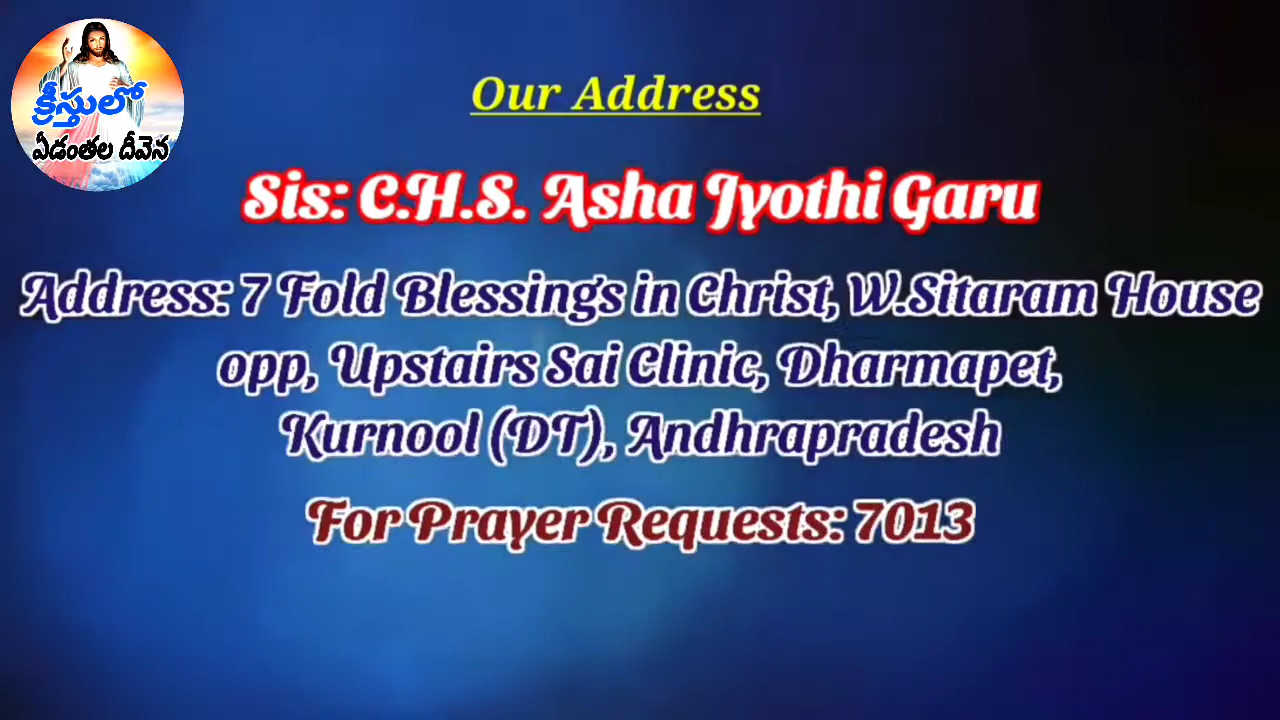 క్రీస్తులో
ఏడంతల దీవెన
Our Address
Sis: C.H.S. Asha Jyothi Garu
Address: 7 Fold Blessings in Christ, W.Sitaram House
opp, Upstairs Sai Clinic, Dharmapet,
Kurnool (DT), Andhrapradesh
For Prayer Requests: 7013